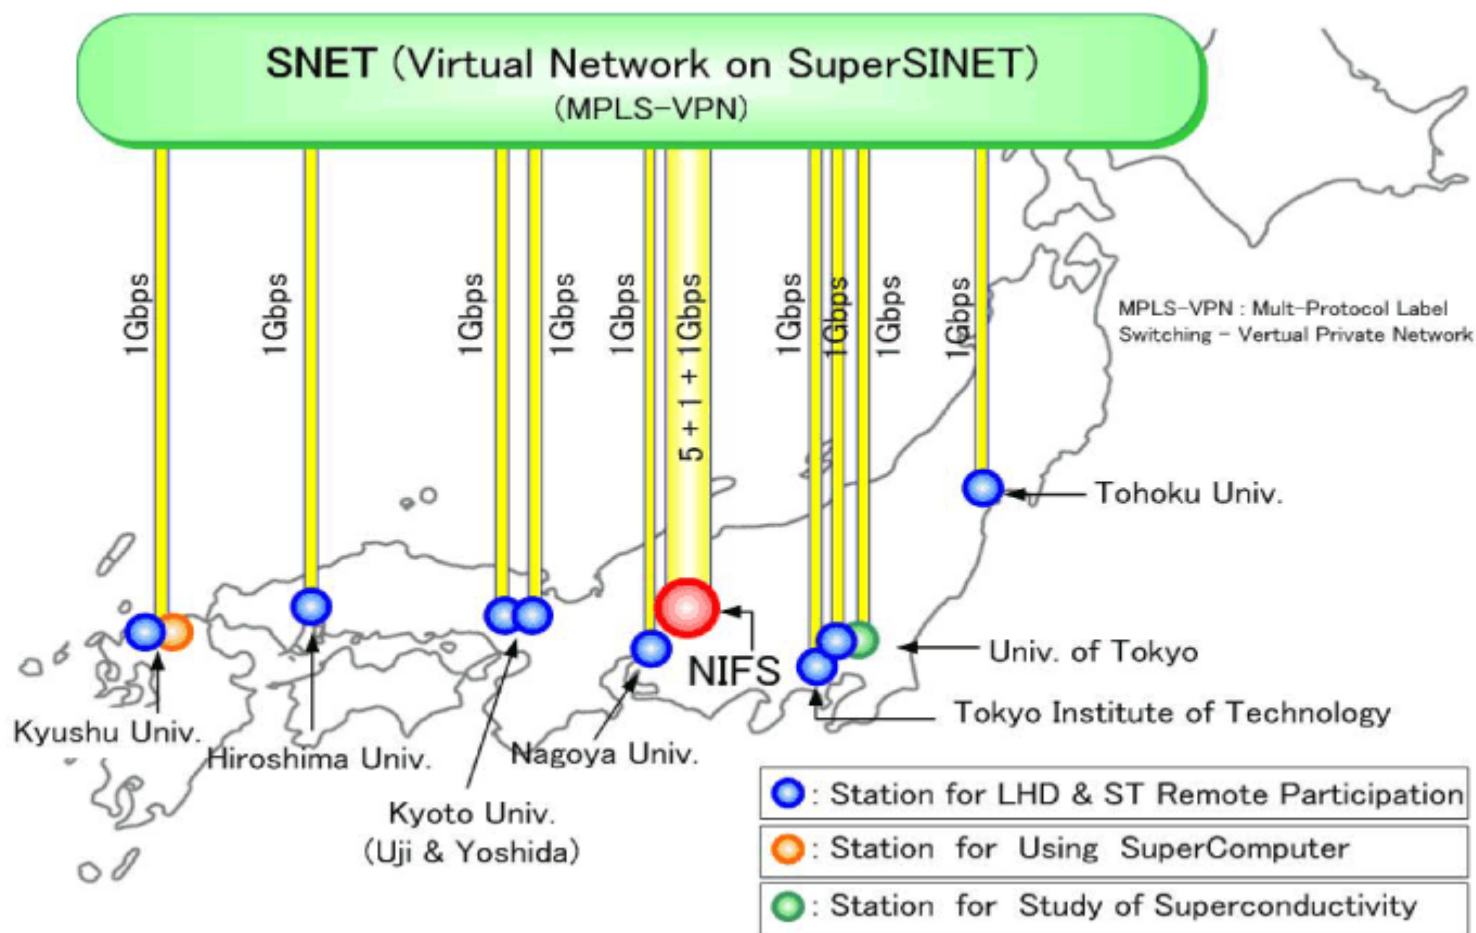 SNET (Virtual Network on SuperSINET)
(MPLS-VPN)
1Gbps
1Gbps
1Gbps
1Gbps
1Gbps
5 + 1 + 1Gbps
1Gbps
1Gbps
1Gbps
1Gbps
MPLS-VPN : Mult-Protocol Label
Switching - Vertual Private Network
Tohoku Univ.
Univ. of Tokyo
NIFS
Tokyo Institute of Technology
Kyushu Univ.
Hiroshima Univ.
Nagoya Univ.
Kyoto Univ.
(Uji & Yoshida)
: Station for LHD & ST Remote Participation
: Station for Using SuperComputer
: Station for Study of Superconductivity